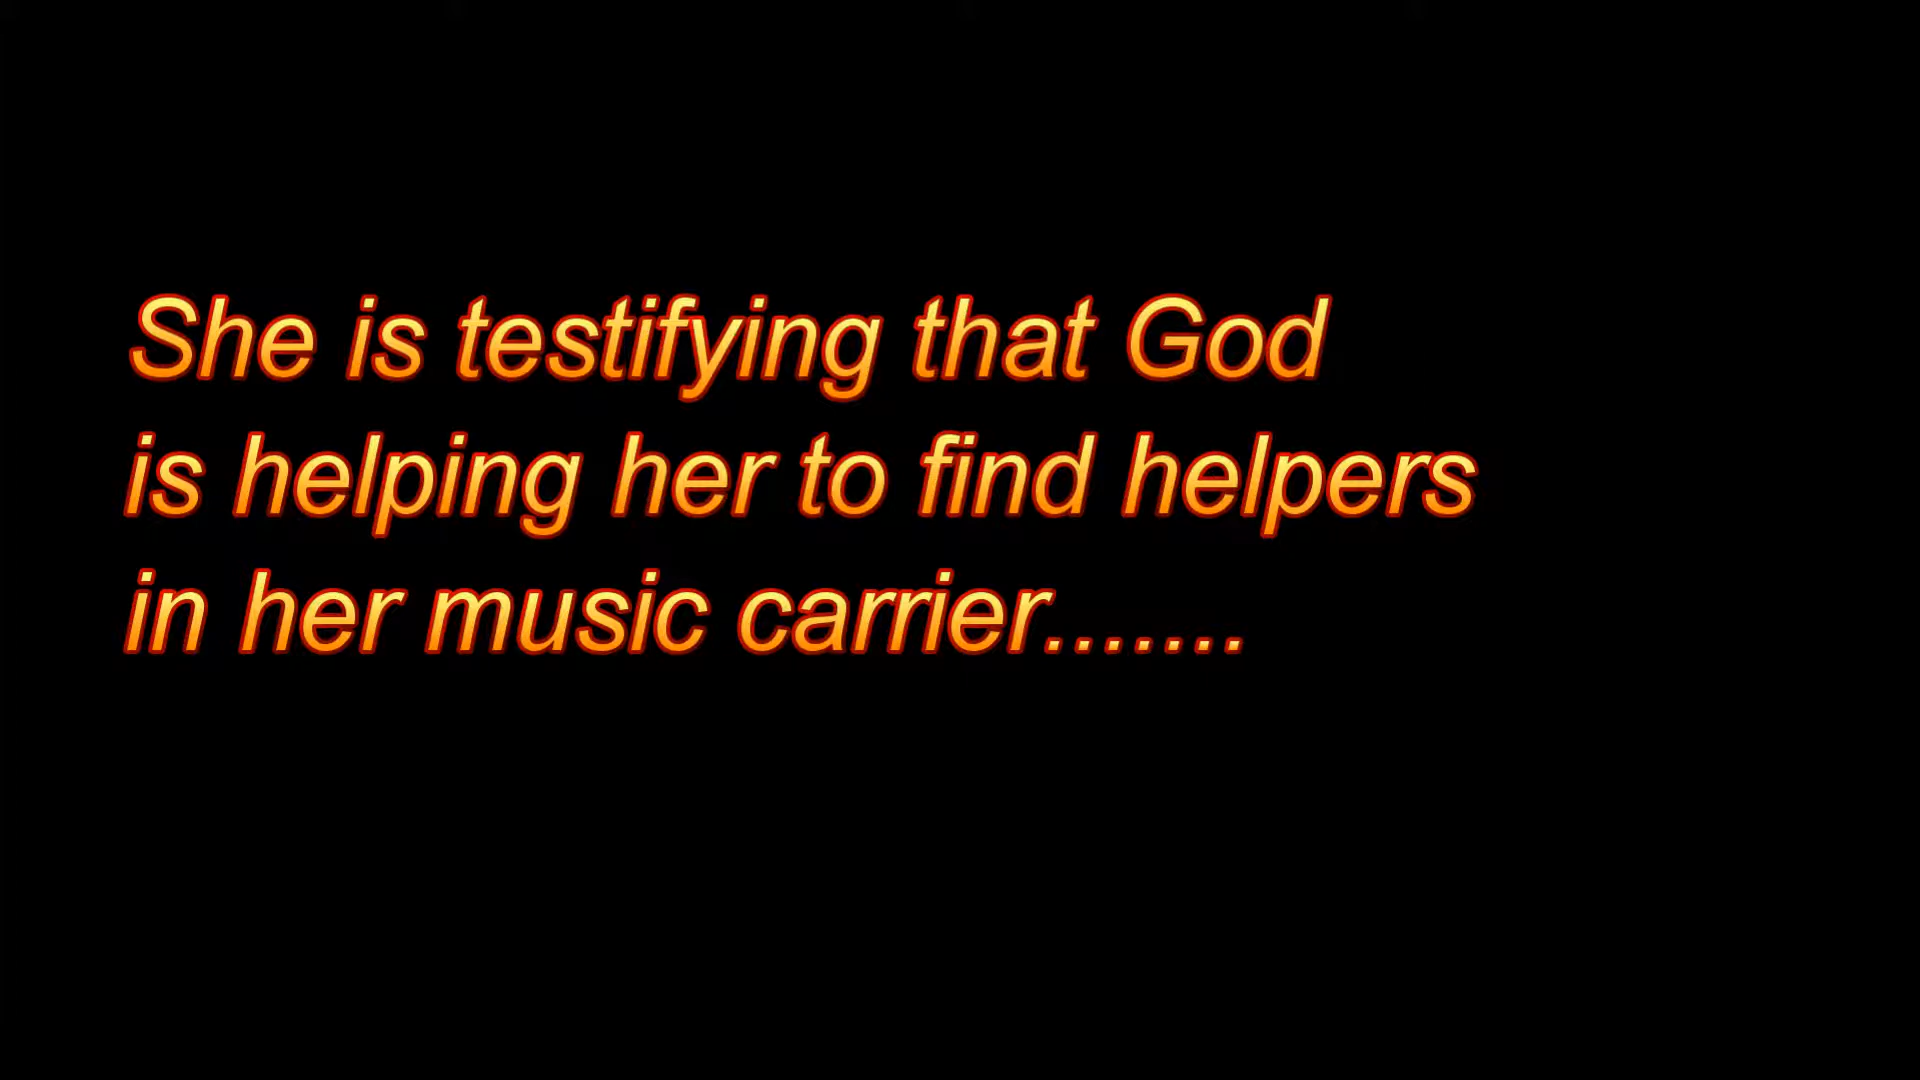 She is testifying that God
is helping her to find helpers
in her music carrier.......